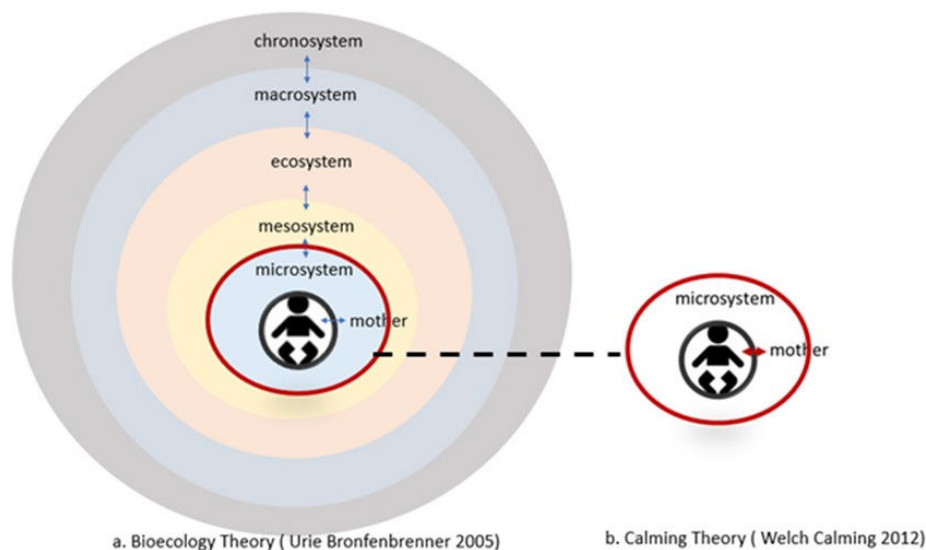 chronosystem
macrosystem
ecosystem
mesosystem
microsystem
mother
microsystem
mother
a. Bioecology Theory ( Urie Bronfenbrenner 2005)
b. Calming Theory ( Welch Calming 2012)